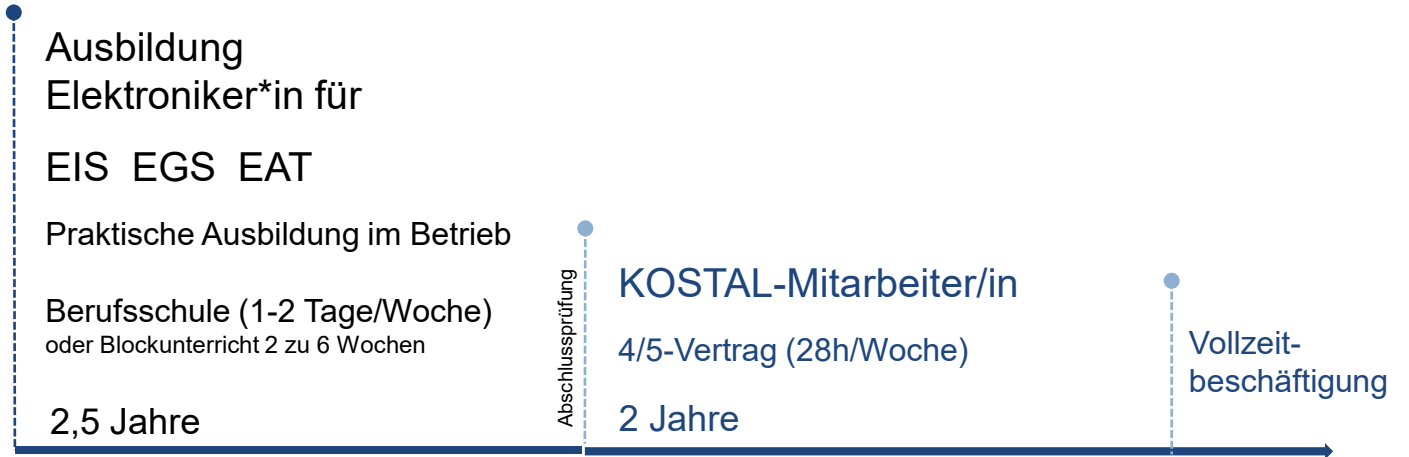 Ausbildung
Elektroniker*in für
EIS EGS EAT
Praktische Ausbildung im Betrieb
Berufsschule (1-2 Tage/Woche)
oder Blockunterricht 2 zu 6 Wochen
2,5 Jahre
Abschlussprüfung
KOSTAL-Mitarbeiter/in
4/5-Vertrag (28h/Woche)
2 Jahre
Vollzeit-
beschäftigung